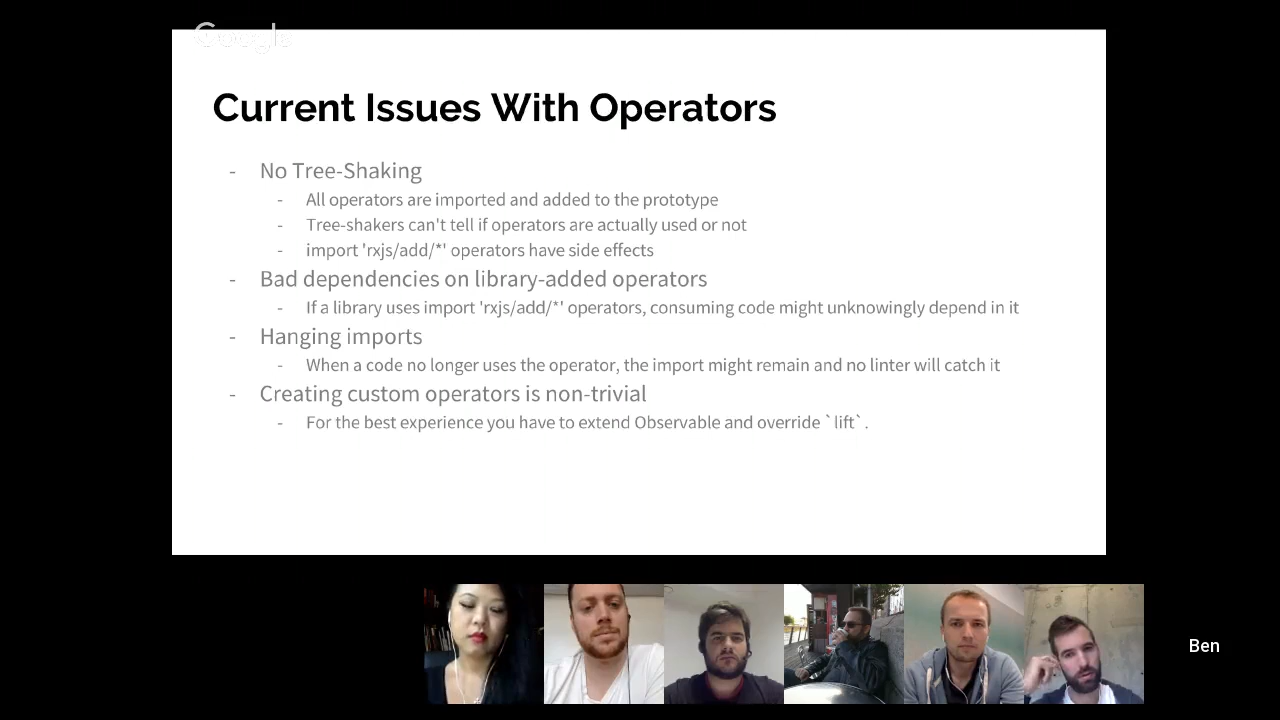 Google
Current Issues With Operators
- No Tree-Shaking
- All operators are imported and added to the prototype
- Tree-shakers can't tell if operators are actually used or not
- import 'rxjs/add/*' operators have side effects
- Bad dependencies on library-added operators
- If a library uses import 'rxjs/add/*' operators, consuming code might unknowingly depend in it
- Hanging imports
- When a code no longer uses the operator, the import might remain and no linter will catch it
- Creating custom operators is non-trivial
- For the best experience you have to extend Observable and override `lift`.
Ben